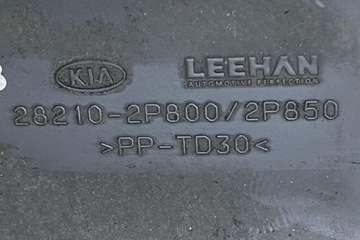 KIA LEEHAN
AUTOMOTIVE PERFECTION
28210-2P800/2P850
>PP-TD30<